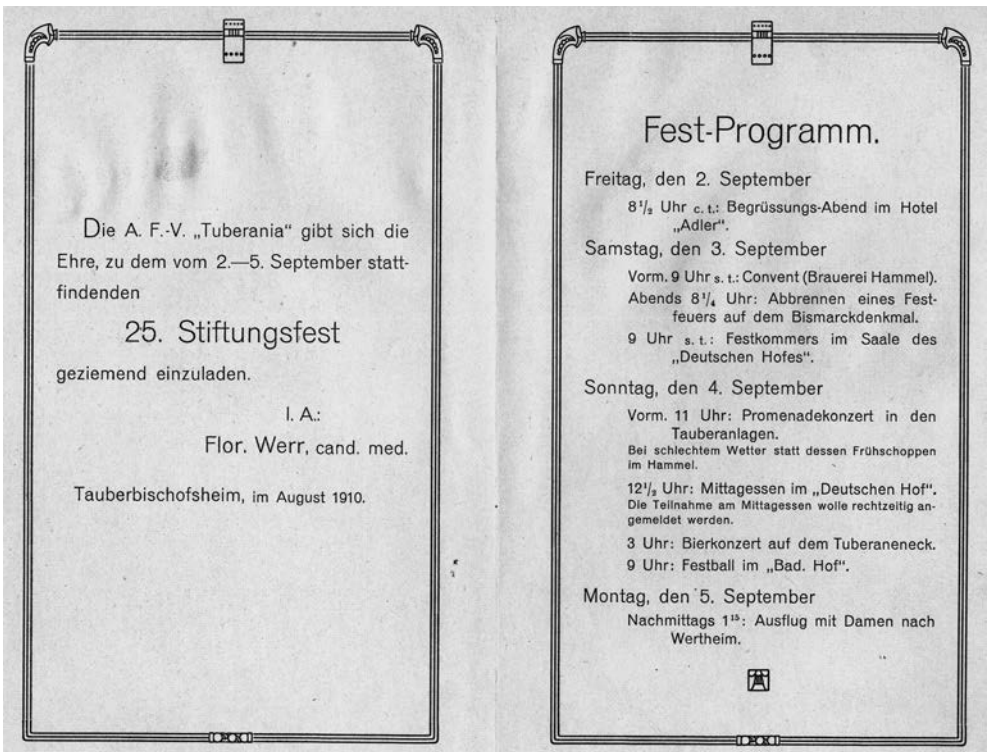 Die A. F.-V. „Tuberania“ gibt sich die
Ehre, zu dem vom 2.—5. September statt-
findenden
25. Stiftungsfest
geziemend einzuladen.
I. A.:
Flor. Werr, cand. med.
Tauberbischofsheim, im August 1910.
Fest-Programm.
Freitag, den 2. September
8¹/₂ Uhr c. t.: Begrüssungs-Abend im Hotel
„Adler“.
Samstag, den 3. September
Vorm. 9 Uhr s. t.: Convent (Brauerei Hammel).
Abends 8¹/₄ Uhr: Abbrennen eines Fest-
feuers auf dem Bismarckdenkmal.
9 Uhr s. t.: Festkommers im Saale des
„Deutschen Hofes“.
Sonntag, den 4. September
Vorm. 11 Uhr: Promenadekonzert in den
Tauberanlagen.
Bei schlechtem Wetter statt dessen Frühschoppen
im Hammel.
12¹/₂ Uhr: Mittagessen im „Deutschen Hof“.
Die Teilnahme am Mittagessen wolle rechtzeitig an-
gemeldet werden.
3 Uhr: Bierkonzert auf dem Tuberaneneck.
9 Uhr: Festball im „Bad. Hof“.
Montag, den 5. September
Nachmittags 1¹⁵: Ausflug mit Damen nach
Wertheim.